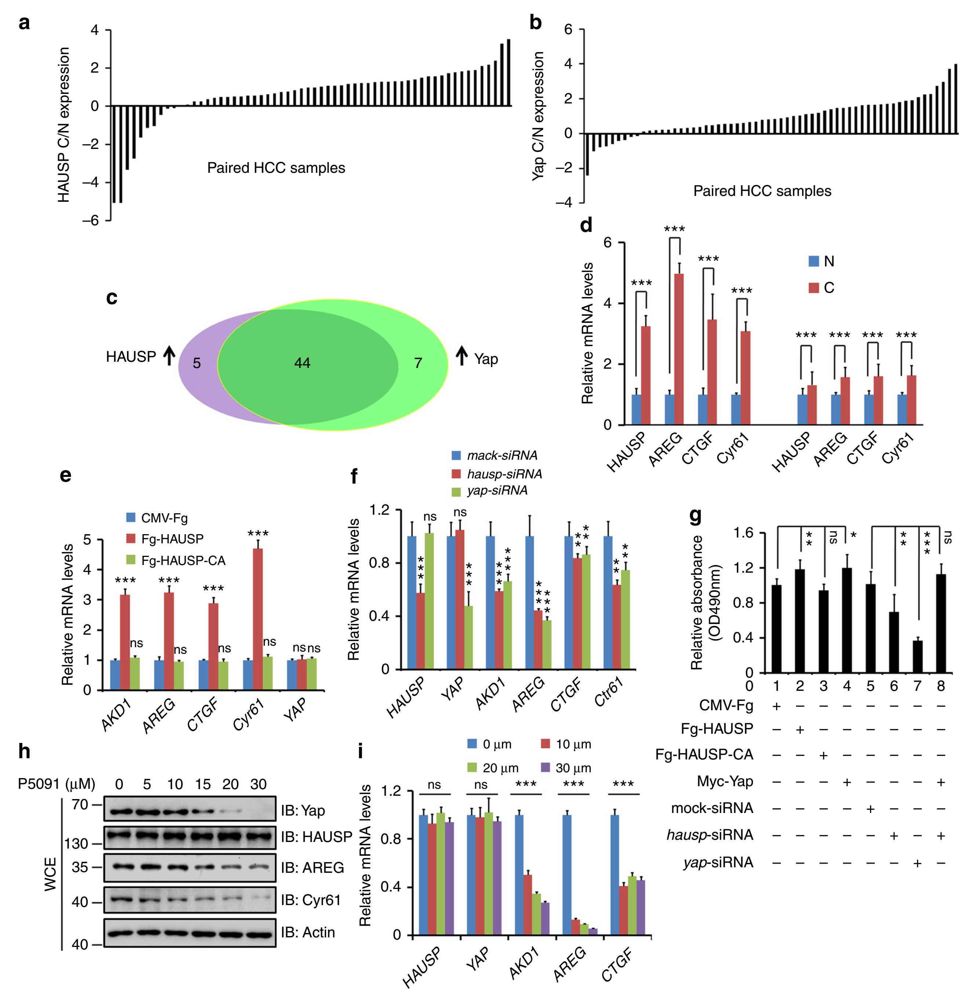 a
4
2
0
–2
–4
–6
HAUSP C/N expression
Paired HCC samples
b
6
4
2
0
–2
–4
Yap C/N expression
Paired HCC samples
c
HAUSP
5
44
7
Yap
d
6
4
2
0
Relative mRNA levels
*** *** *** ***
*** *** *** ***
N
C
HAUSP AREG CTGF Cyr61 HAUSP AREG CTGF Cyr61
e
CMV-Fg
Fg-HAUSP
Fg-HAUSP-CA
5
4
3
2
1
0
Relative mRNA levels
*** ns *** ns *** ns *** ns ns ns
AKD1 AREG CTGF Cyr61 YAP
f
mack-siRNA
hausp-siRNA
yap-siRNA
1.2
0.8
0.4
0
Relative mRNA levels
*** ns ns *** *** *** *** *** ** ** ** **
HAUSP YAP AKD1 AREG CTGF Ctr61
g
1.6
1.2
0.8
0.4
0
Relative absorbance
(OD490nm)
** ns * ** *** ns
0 1 2 3 4 5 6 7 8
CMV-Fg + – – – – – – –
Fg-HAUSP – + – – – – – –
Fg-HAUSP-CA – – + – – – – –
Myc-Yap – – – + – – – +
mock-siRNA – – – – + – – –
hausp-siRNA – – – – – + – +
yap-siRNA – – – – – – + –
h
P5091 (μM) 0 5 10 15 20 30
WCE
70 IB: Yap
130 IB: HAUSP
35 IB: AREG
40 IB: Cyr61
40 IB: Actin
i
0 μm 10 μm
20 μm 30 μm
ns ns *** *** ***
1.2
0.8
0.4
0
Relative mRNA levels
HAUSP YAP AKD1 AREG CTGF